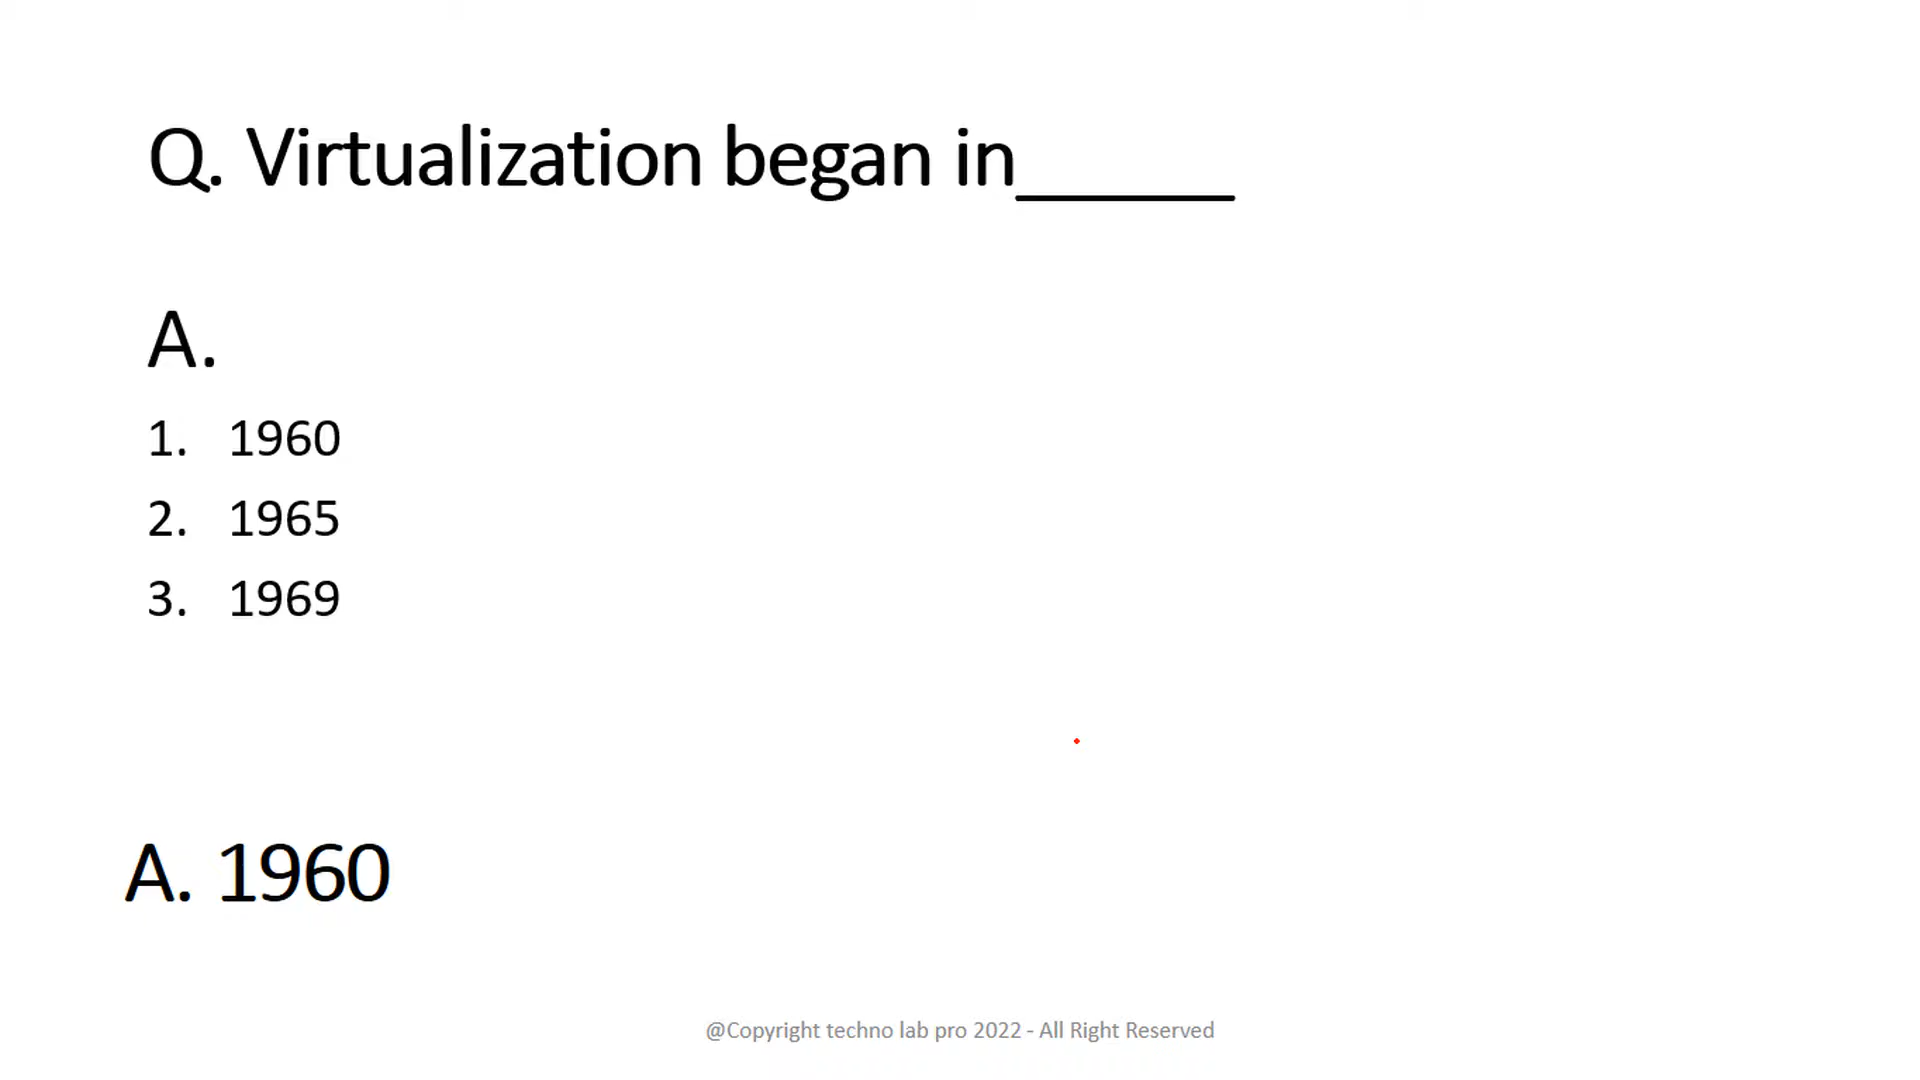 Q. Virtualization began in______
A.
1. 1960
2. 1965
3. 1969
A. 1960
@Copyright techno lab pro 2022 - All Right Reserved